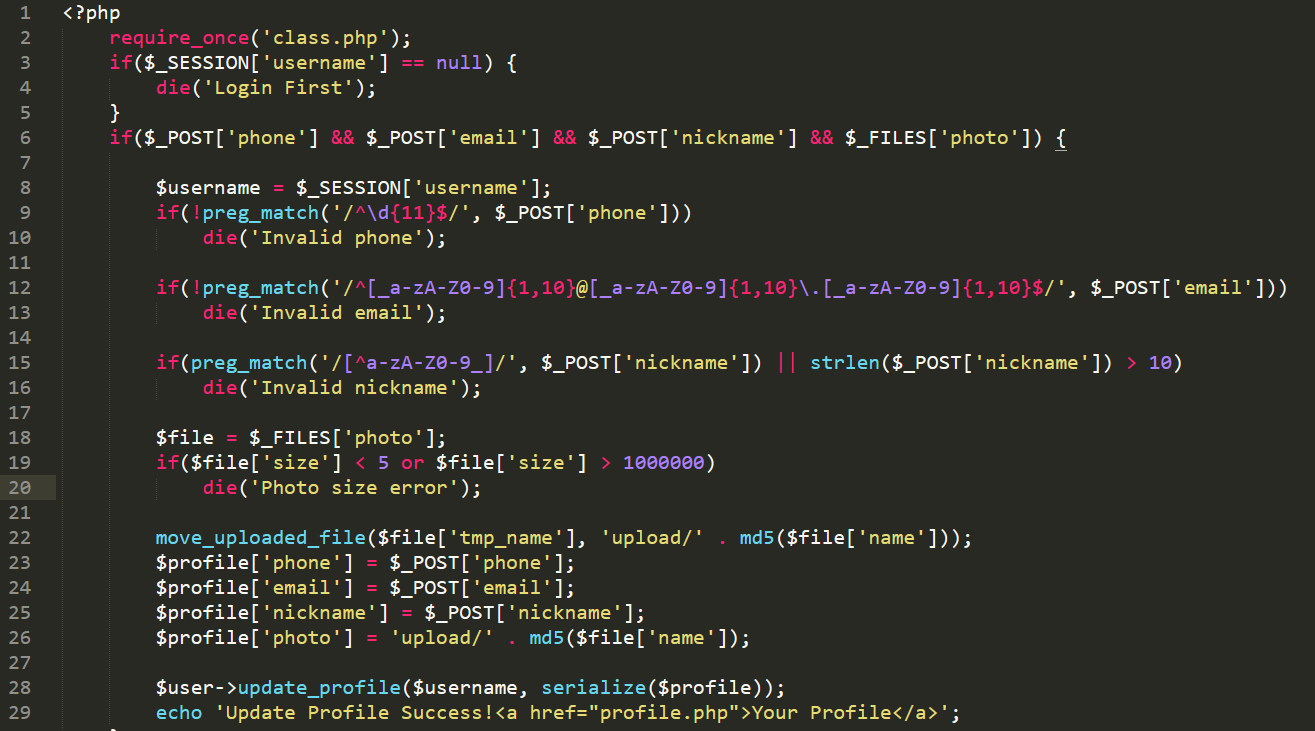 1 <?php
2 require_once('class.php');
3 if($_SESSION['username'] == null) {
4 die('Login First');
5 }
6 if($_POST['phone'] && $_POST['email'] && $_POST['nickname'] && $_FILES['photo']) {
7
8 $username = $_SESSION['username'];
9 if(!preg_match('/^\d{11}$/', $_POST['phone']))
10 die('Invalid phone');
11
12 if(!preg_match('/^[_a-zA-Z0-9]{1,10}@[_a-zA-Z0-9]{1,10}\.[_a-zA-Z0-9]{1,10}$/', $_POST['email']))
13 die('Invalid email');
14
15 if(preg_match('/[^a-zA-Z0-9_]/', $_POST['nickname']) || strlen($_POST['nickname']) > 10)
16 die('Invalid nickname');
17
18 $file = $_FILES['photo'];
19 if($file['size'] < 5 or $file['size'] > 1000000)
20 die('Photo size error');
21
22 move_uploaded_file($file['tmp_name'], 'upload/' . md5($file['name']));
23 $profile['phone'] = $_POST['phone'];
24 $profile['email'] = $_POST['email'];
25 $profile['nickname'] = $_POST['nickname'];
26 $profile['photo'] = 'upload/' . md5($file['name']);
27
28 $user->update_profile($username, serialize($profile));
29 echo 'Update Profile Success!<a href="profile.php">Your Profile</a>';